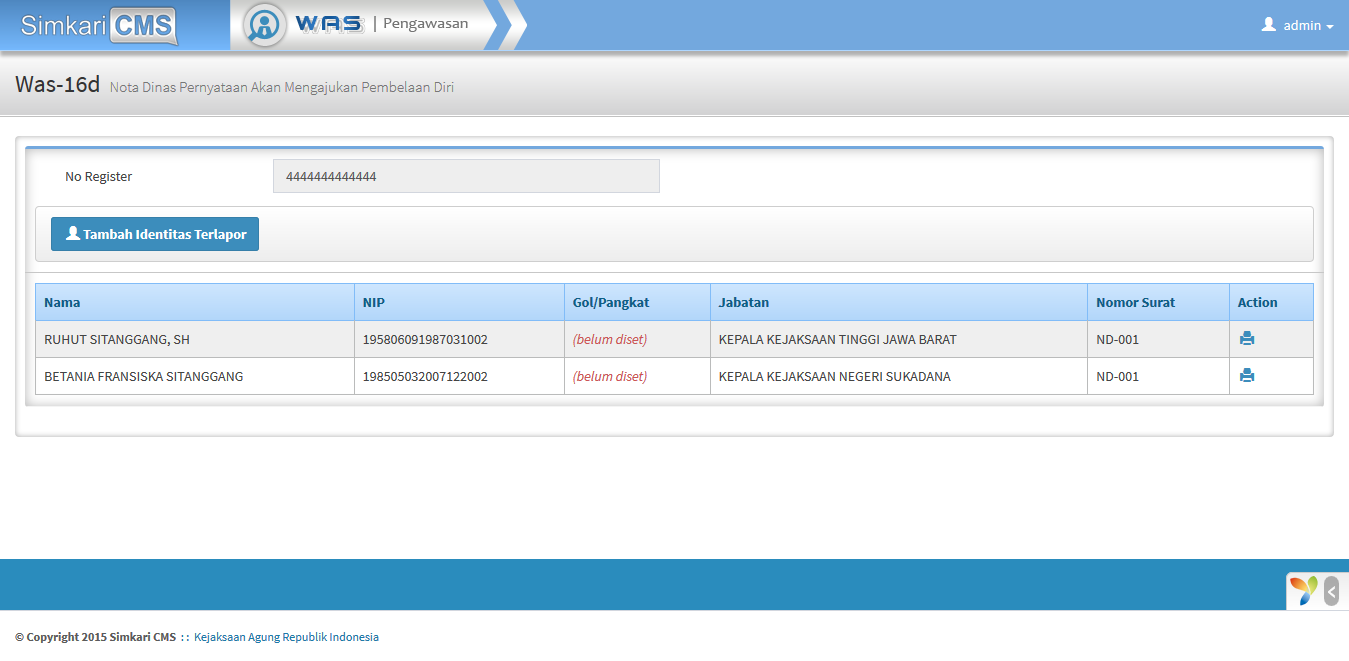 Simkari CMS
WAS | Pengawasan
admin
Was-16d Nota Dinas Pernyataan Akan Mengajukan Pembelaan Diri
No Register 4444444444444
Tambah Identitas Terlapor
Nama NIP Gol/Pangkat Jabatan Nomor Surat Action
RUHUT SITANGGANG, SH 195806091987031002 (belum diset) KEPALA KEJAKSAAN TINGGI JAWA BARAT ND-001
BETANIA FRANSISKA SITANGGANG 198505032007122002 (belum diset) KEPALA KEJAKSAAN NEGERI SUKADANA ND-001
© Copyright 2015 Simkari CMS :: Kejaksaan Agung Republik Indonesia